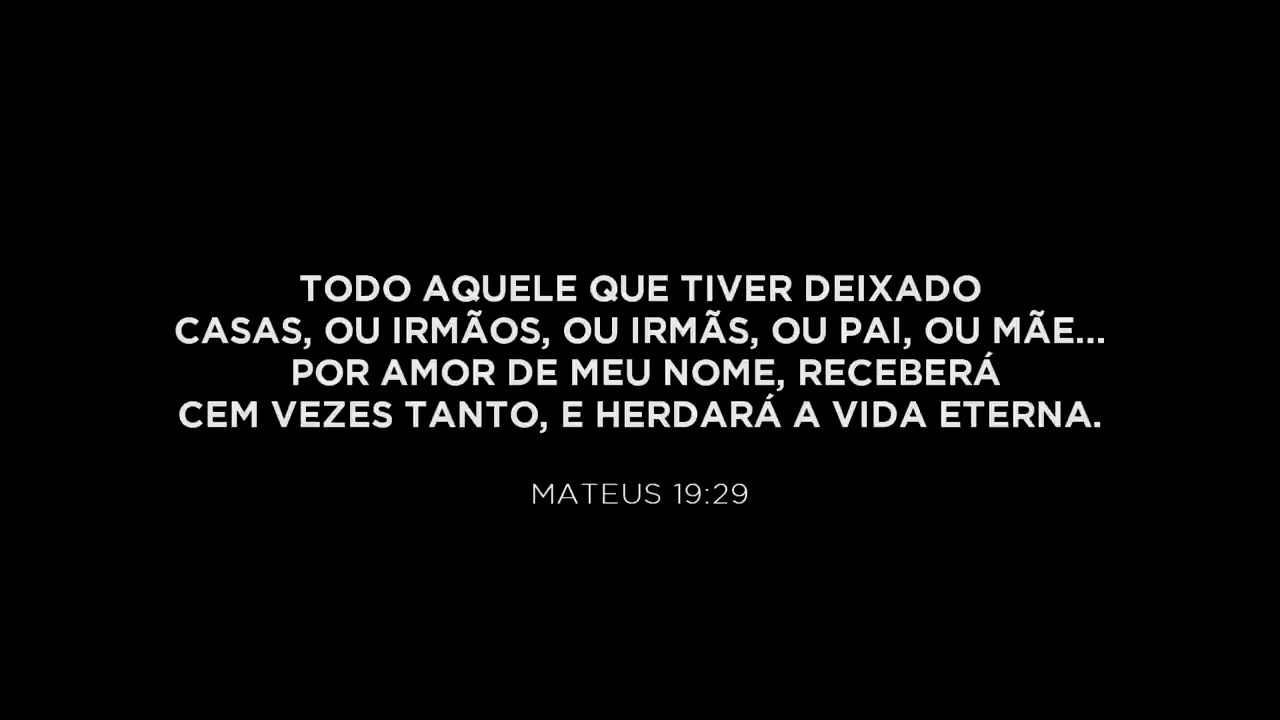 TODO AQUELE QUE TIVER DEIXADO
CASAS, OU IRMÃOS, OU IRMÃS, OU PAI, OU MÃE...
POR AMOR DE MEU NOME, RECEBERÁ
CEM VEZES TANTO, E HERDARÁ A VIDA ETERNA.
MATEUS 19:29